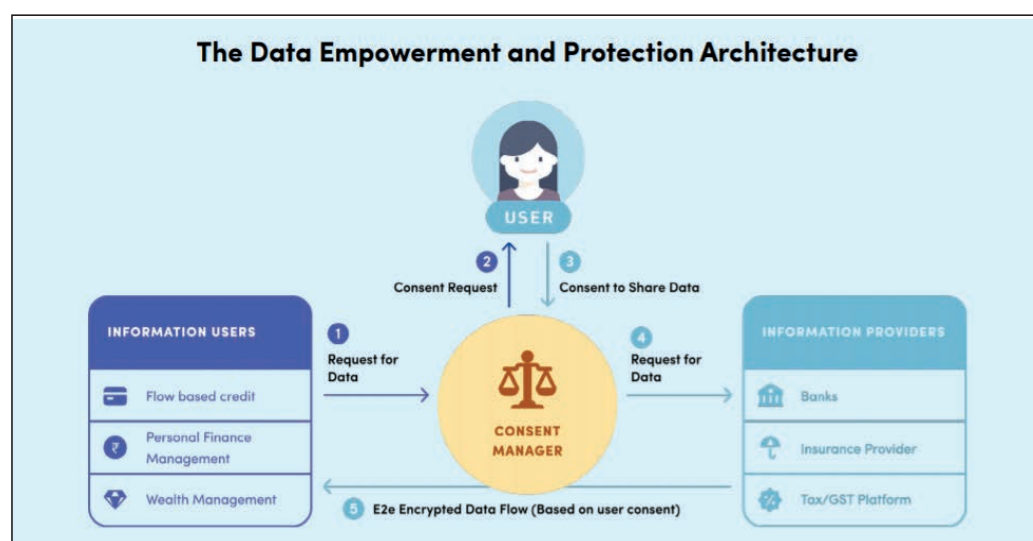 The Data Empowerment and Protection Architecture
USER
2
Consent Request
3
Consent to Share Data
INFORMATION USERS
Flow based credit
₹
Personal Finance
Management
Wealth Management
1
Request for
Data
CONSENT
MANAGER
4
Request for
Data
INFORMATION PROVIDERS
Banks
Insurance Provider
Tax/GST Platform
5
E2e Encrypted Data Flow (Based on user consent)